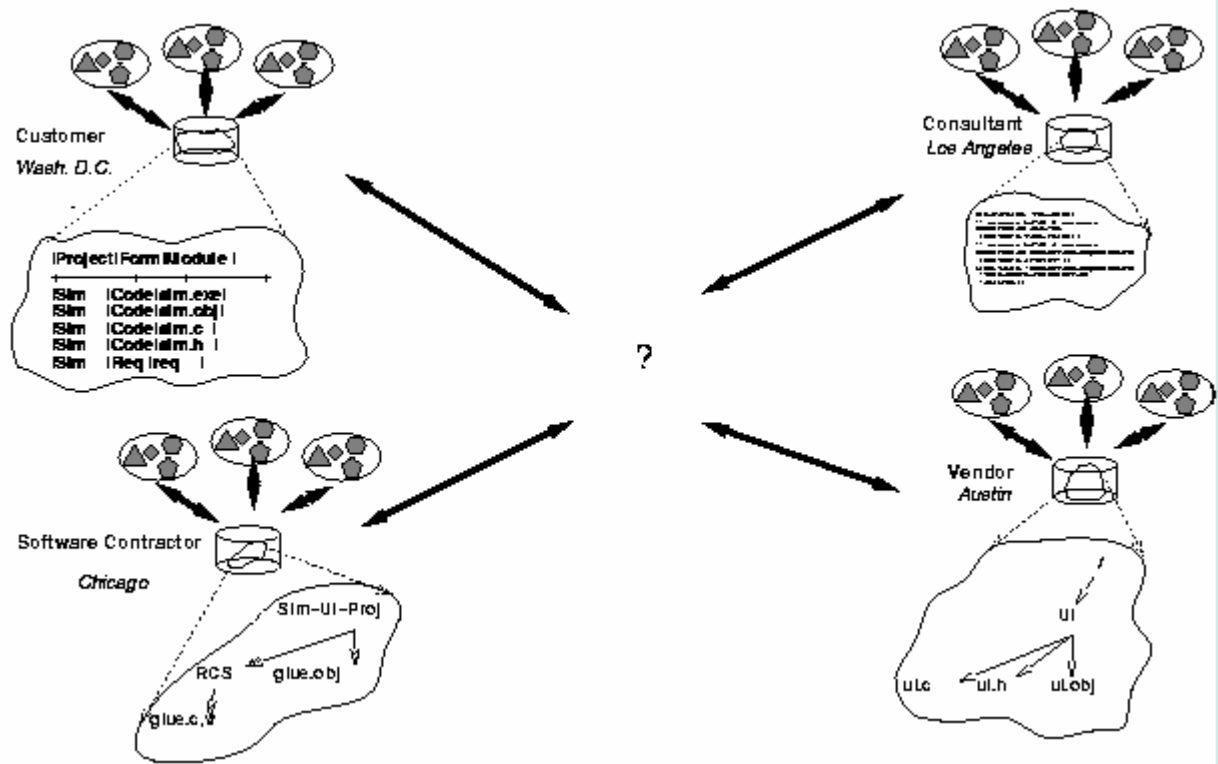 Customer
Wash. D.C.
|Project|Form|Module |
|Sim |Code|sim.exe|
|Sim |Code|sim.obj|
|Sim |Code|sim.c |
|Sim |Code|sim.h |
|Sim |Req |req |
Consultant
Los Angeles
?
Software Contractor
Chicago
Sim-UI-Proj
RCS
glue.obj
glue.c,v
Vendor
Austin
/
UI
ui.c
ui.h
ui.obj